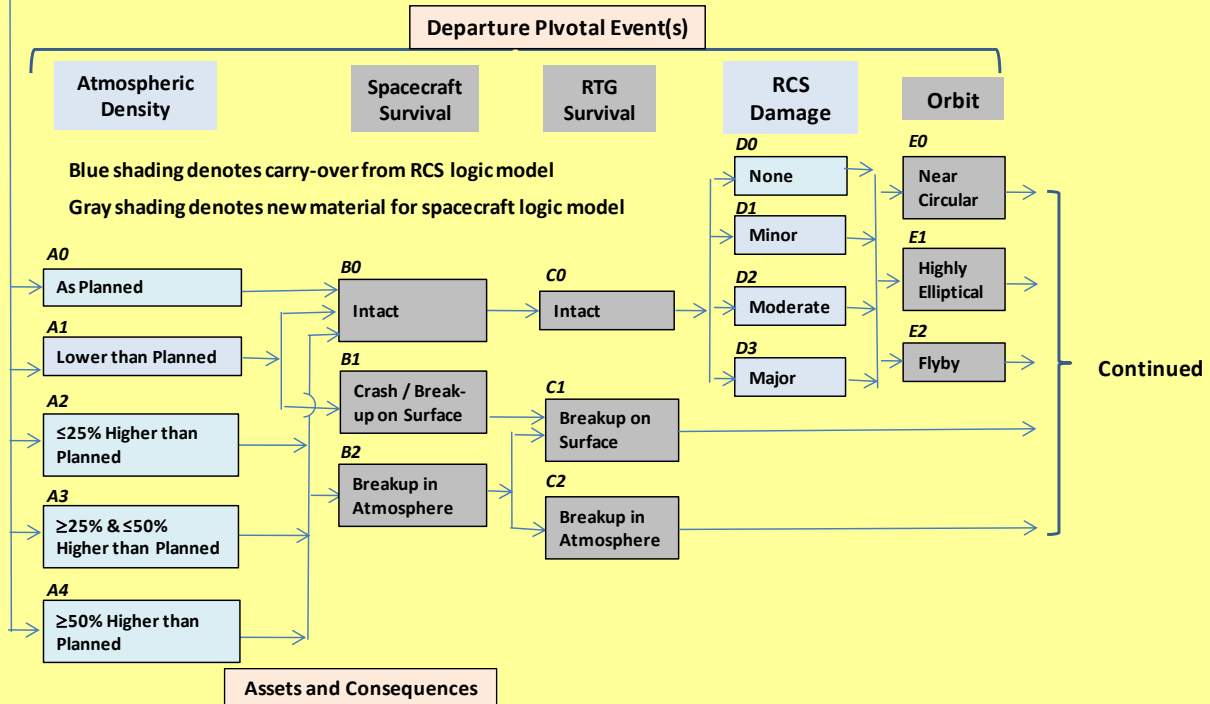 Departure PIvotal Event(s)
Atmospheric
Density
Spacecraft
Survival
RTG
Survival
RCS
Damage
Orbit
Blue shading denotes carry-over from RCS logic model
Gray shading denotes new material for spacecraft logic model
A0
As Planned
A1
Lower than Planned
A2
≤25% Higher than
Planned
A3
≥25% & ≤50%
Higher than Planned
A4
≥50% Higher than
Planned
B0
Intact
B1
Crash / Break-
up on Surface
B2
Breakup in
Atmosphere
C0
Intact
C1
Breakup on
Surface
C2
Breakup in
Atmosphere
D0
None
D1
Minor
D2
Moderate
D3
Major
E0
Near
Circular
E1
Highly
Elliptical
E2
Flyby
Continued
Assets and Consequences